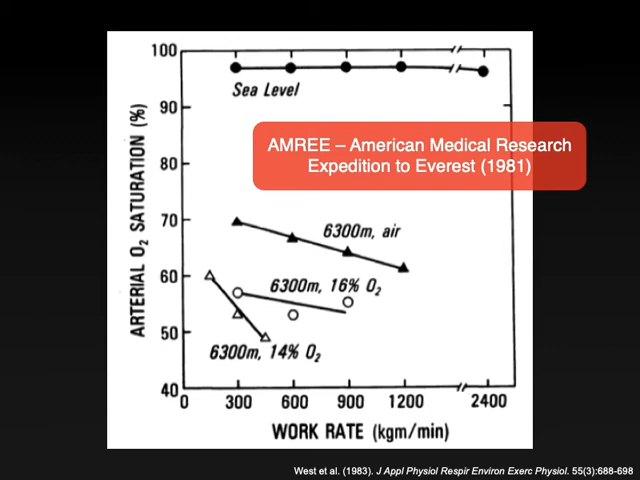 100
90
80
70
60
50
40
ARTERIAL O₂ SATURATION (%)
Sea Level
AMREE – American Medical Research
Expedition to Everest (1981)
6300m, air
6300m, 16% O₂
6300m, 14% O₂
0 300 600 900 1200 2400
WORK RATE (kgm/min)
West et al. (1983). J Appl Physiol Respir Environ Exerc Physiol. 55(3):688-698